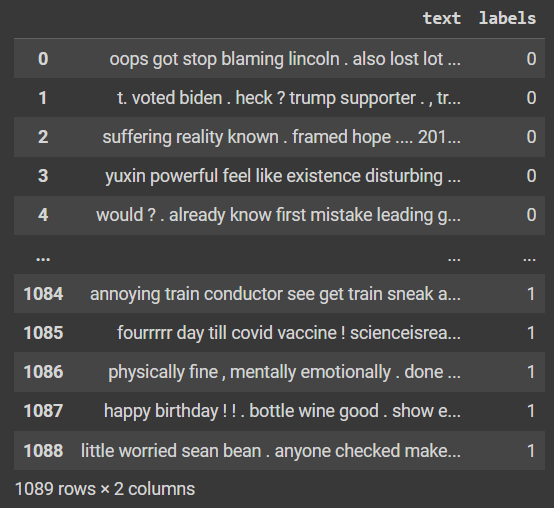 text labels
0 oops got stop blaming lincoln . also lost lot ... 0
1 t. voted biden . heck ? trump supporter . , tr... 0
2 suffering reality known . framed hope .... 201... 0
3 yuxin powerful feel like existence disturbing ... 0
4 would ? . already know first mistake leading g... 0
... ... ...
1084 annoying train conductor see get train sneak a... 1
1085 fourrrrr day till covid vaccine ! scienceisrea... 1
1086 physically fine , mentally emotionally . done ... 1
1087 happy birthday ! ! . bottle wine good . show e... 1
1088 little worried sean bean . anyone checked make... 1
1089 rows × 2 columns